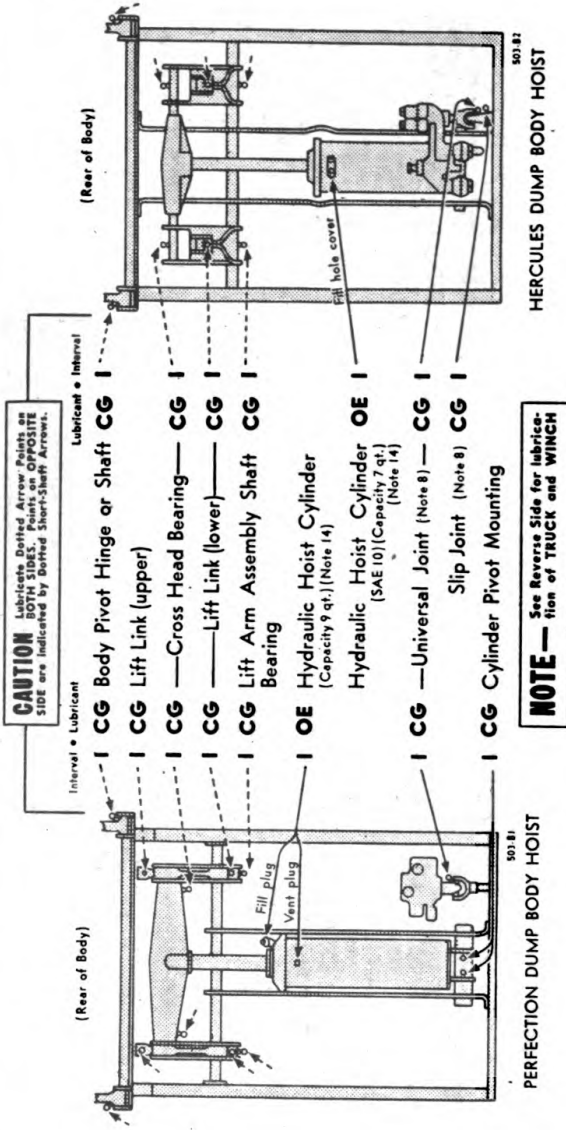 CAUTION Lubricate Dotted Arrow Points on
BOTH SIDES. Points on OPPOSITE
SIDE are indicated by Dotted Short-Shaft Arrows.
Interval • Lubricant
Lubricant • Interval
(Rear of Body)
(Rear of Body)
I CG Body Pivot Hinge or Shaft CG I
I CG Lift Link (upper)
I CG — Cross Head Bearing — CG I
I CG — Lift Link (lower) — CG I
I CG Lift Arm Assembly Shaft CG I
Bearing
I OE Hydraulic Hoist Cylinder
(Capacity 9 qt.) (Note 14)
Hydraulic Hoist Cylinder OE I
(SAE 10) (Capacity 7 qt.)
(Note 14)
I CG — Universal Joint (Note 8) — CG I
Slip Joint (Note 8) CG I
I CG Cylinder Pivot Mounting
Fill plug
Vent plug
Fill hole cover
503-B1
503-B2
PERFECTION DUMP BODY HOIST
NOTE — See Reverse Side for lubrica-
tion of TRUCK and WINCH
HERCULES DUMP BODY HOIST